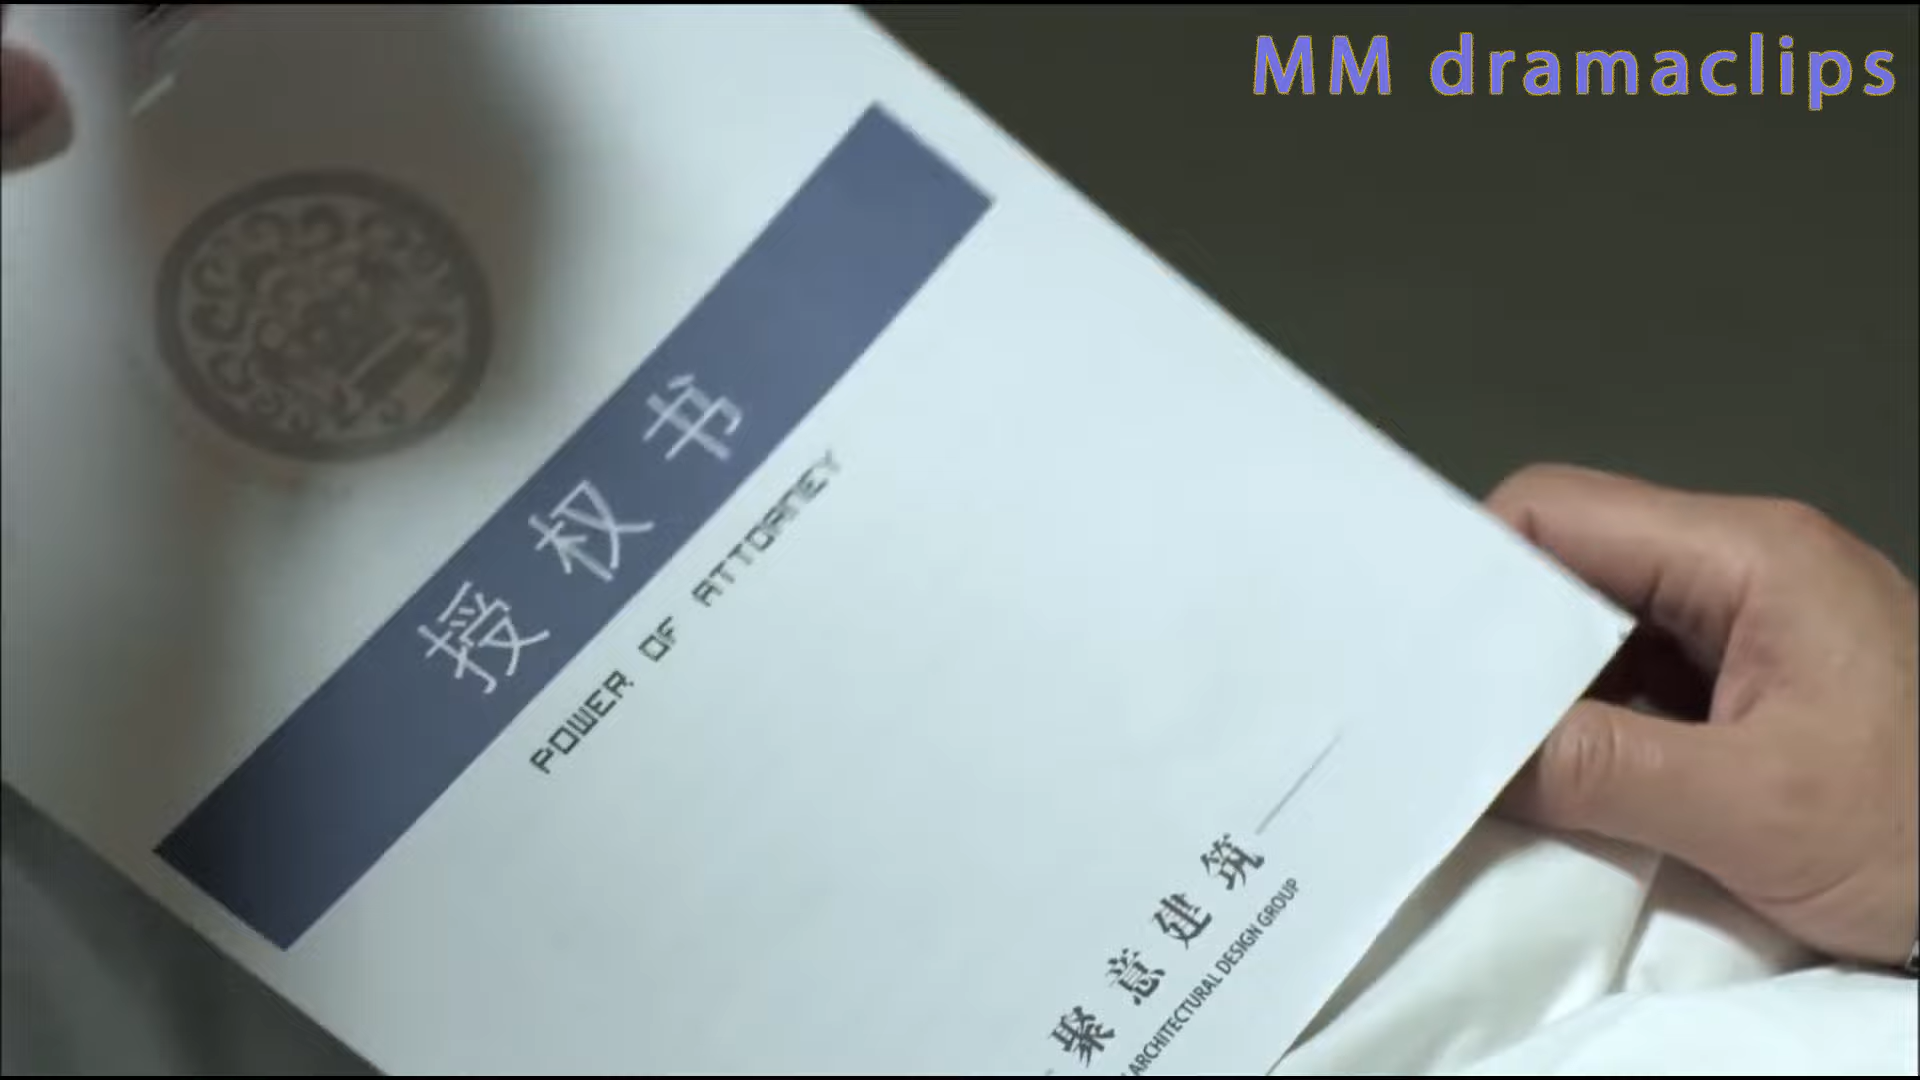 MM dramaclips
授权书
POWER OF ATTORNEY
聚意建筑
ARCHITECTURAL DESIGN GROUP